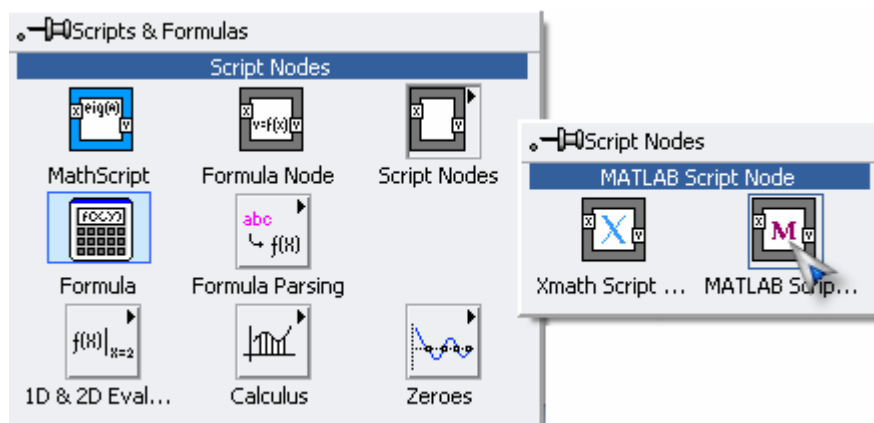 Scripts & Formulas
Script Nodes
X eig(A) Y
X y=f(x) Y
X Y
MathScript Formula Node Script Nodes
f(X,Y)
abc
f(X)
Formula Formula Parsing
f(X)|x=2
1D & 2D Eval... Calculus Zeroes
Script Nodes
MATLAB Script Node
X X Y
X M Y
Xmath Script ... MATLAB Scrip...